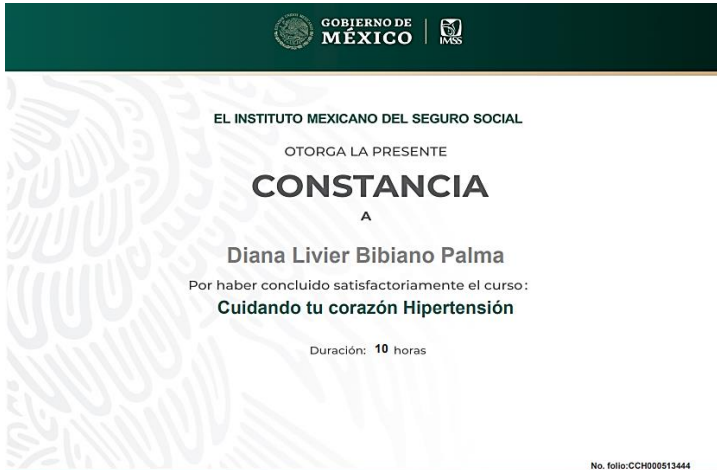 GOBIERNO DE
MÉXICO
IMSS
EL INSTITUTO MEXICANO DEL SEGURO SOCIAL
OTORGA LA PRESENTE
CONSTANCIA
A
Diana Livier Bibiano Palma
Por haber concluido satisfactoriamente el curso:
Cuidando tu corazón Hipertensión
Duración: 10 horas
No. folio:CCH000513444